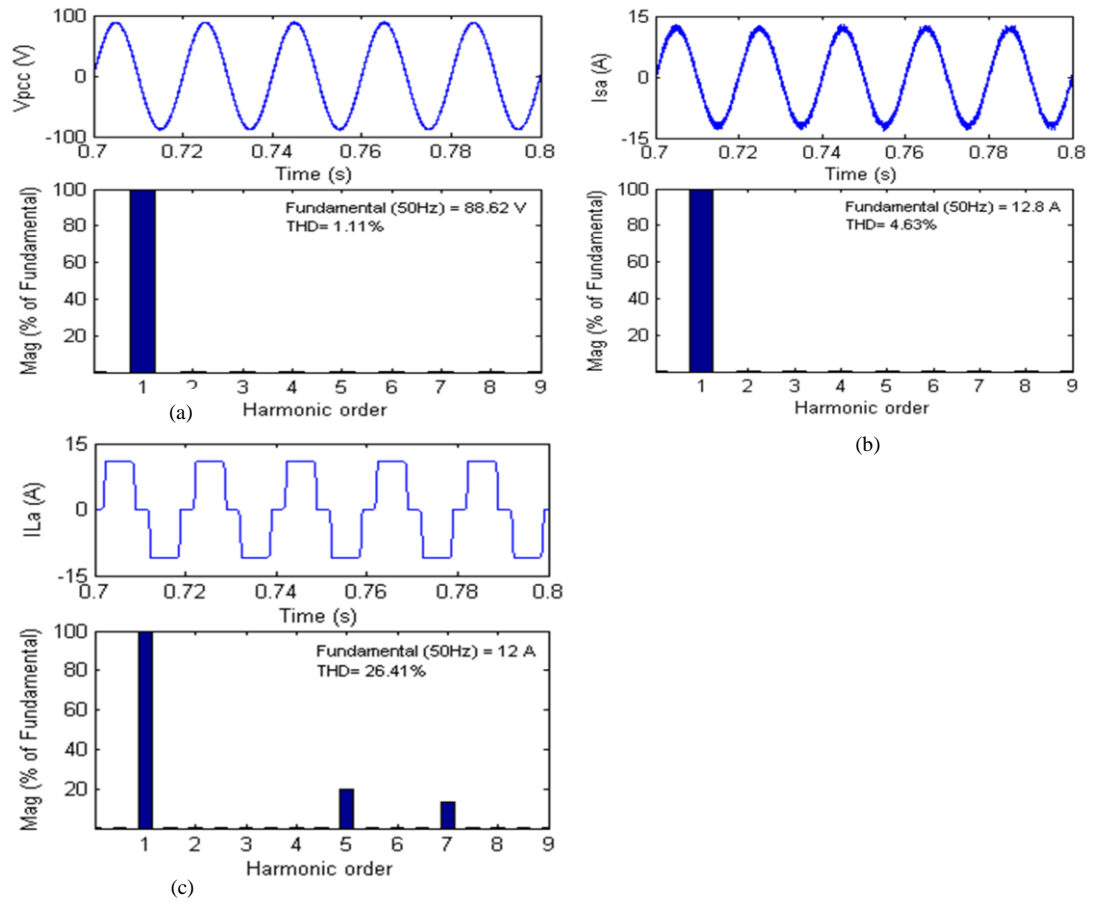 Vpcc (V)
100
0
-100
0.7 0.72 0.74 0.76 0.78 0.8
Time (s)
Mag (% of Fundamental)
100
80
60
40
20
Fundamental (50Hz) = 88.62 V
THD= 1.11%
1 2 3 4 5 6 7 8 9
Harmonic order
(a)
Isa (A)
15
0
-15
0.7 0.72 0.74 0.76 0.78 0.8
Time (s)
Mag (% of Fundamental)
100
80
60
40
20
Fundamental (50Hz) = 12.8 A
THD= 4.63%
1 2 3 4 5 6 7 8 9
Harmonic order
(b)
ILa (A)
15
0
-15
0.7 0.72 0.74 0.76 0.78 0.8
Time (s)
Mag (% of Fundamental)
100
80
60
40
20
Fundamental (50Hz) = 12 A
THD= 26.41%
1 2 3 4 5 6 7 8 9
Harmonic order
(c)